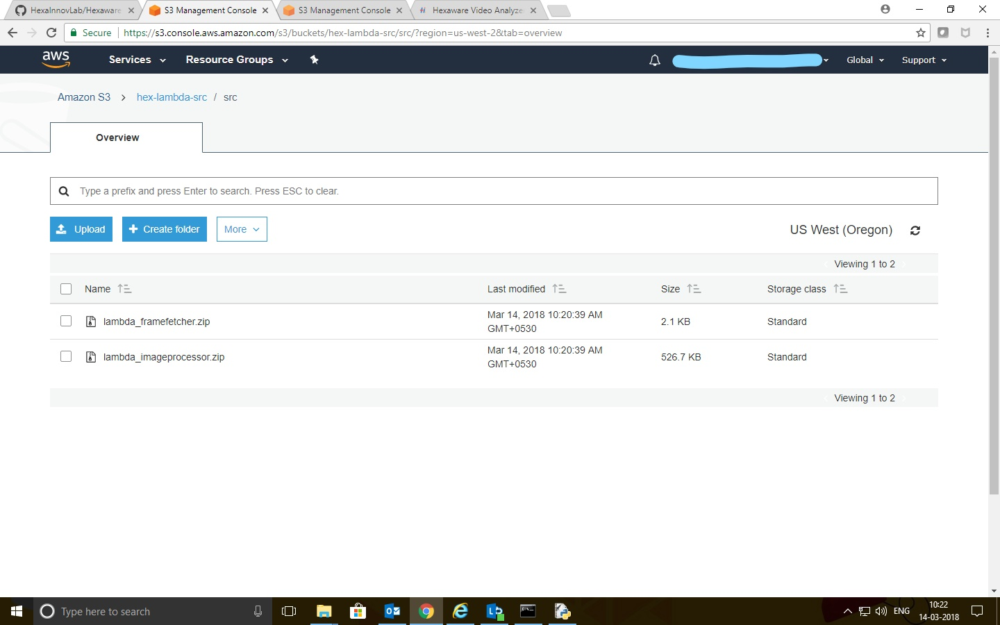 HexaInnovLab/Hexaware
S3 Management Console
S3 Management Console
Hexaware Video Analyze
Secure
https://s3.console.aws.amazon.com/s3/buckets/hex-lambda-src/src/?region=us-west-2&tab=overview
aws
Services
Resource Groups
Global
Support
Amazon S3 > hex-lambda-src / src
Overview
Type a prefix and press Enter to search. Press ESC to clear.
Upload
Create folder
More
US West (Oregon)
Viewing 1 to 2
Name
Last modified
Size
Storage class
lambda_framefetcher.zip
Mar 14, 2018 10:20:39 AM
GMT+0530
2.1 KB
Standard
lambda_imageprocessor.zip
Mar 14, 2018 10:20:39 AM
GMT+0530
526.7 KB
Standard
Viewing 1 to 2
Type here to search
ENG
10:22
14-03-2018